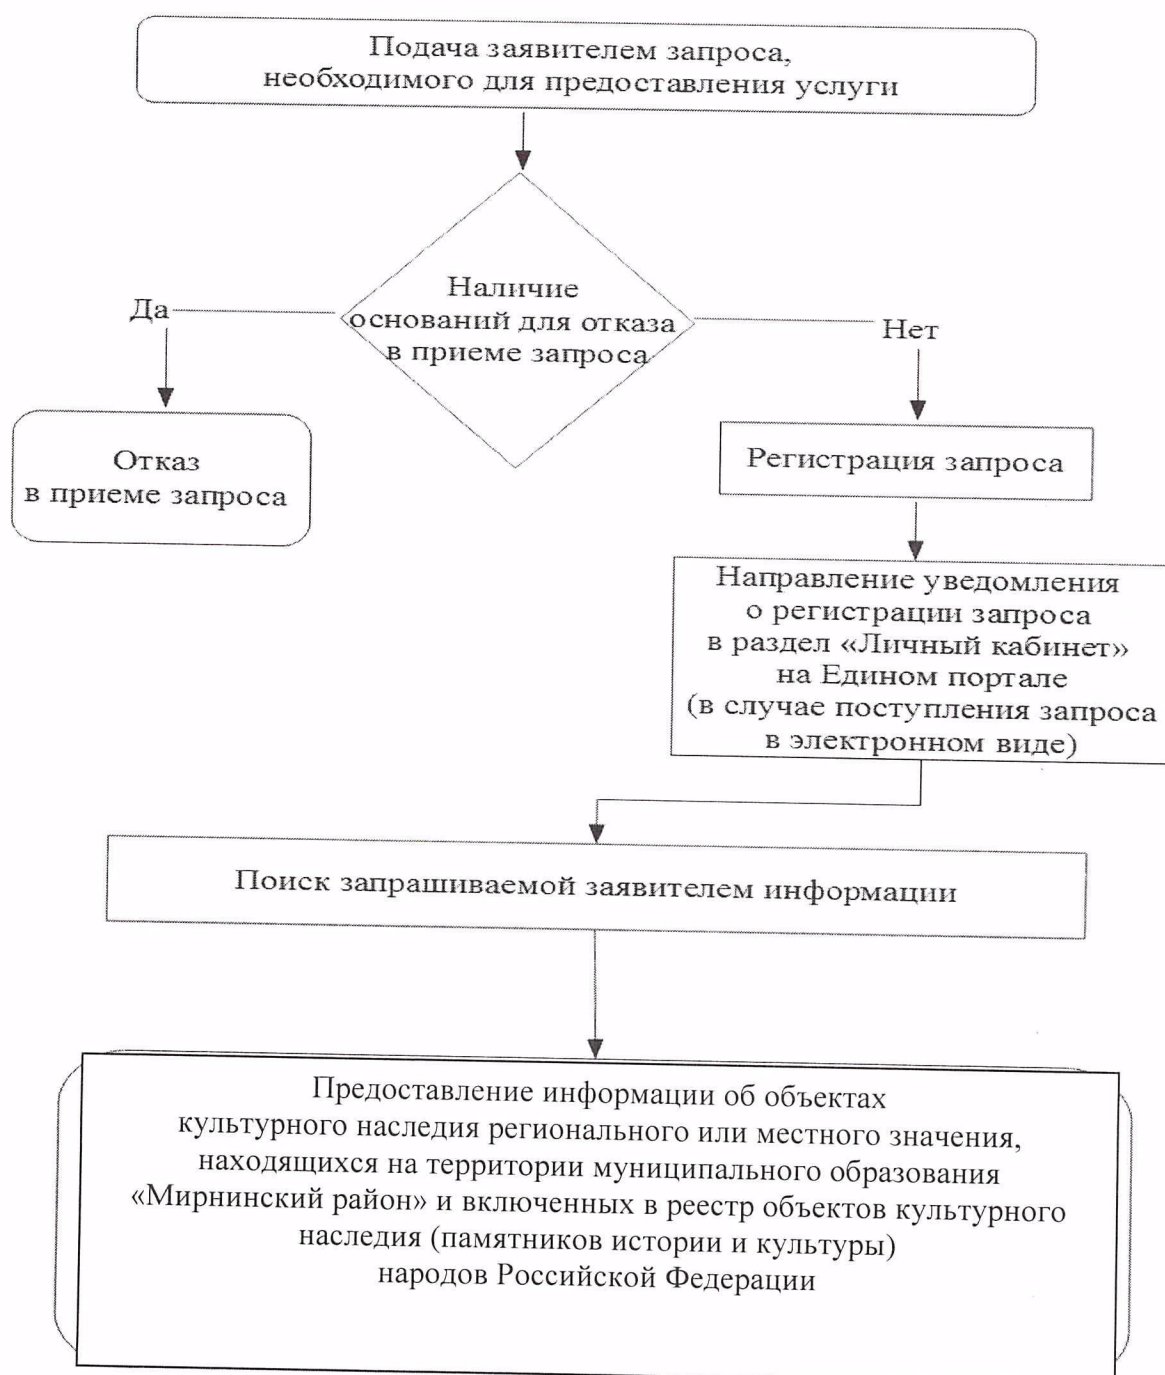 Подача заявителем запроса,
необходимого для предоставления услуги
Наличие
оснований для отказа
в приеме запроса
Да
Нет
Отказ
в приеме запроса
Регистрация запроса
Направление уведомления
о регистрации запроса
в раздел «Личный кабинет»
на Едином портале
(в случае поступления запроса
в электронном виде)
Поиск запрашиваемой заявителем информации
Предоставление информации об объектах
культурного наследия регионального или местного значения,
находящихся на территории муниципального образования
«Мирнинский район» и включенных в реестр объектов культурного
наследия (памятников истории и культуры)
народов Российской Федерации